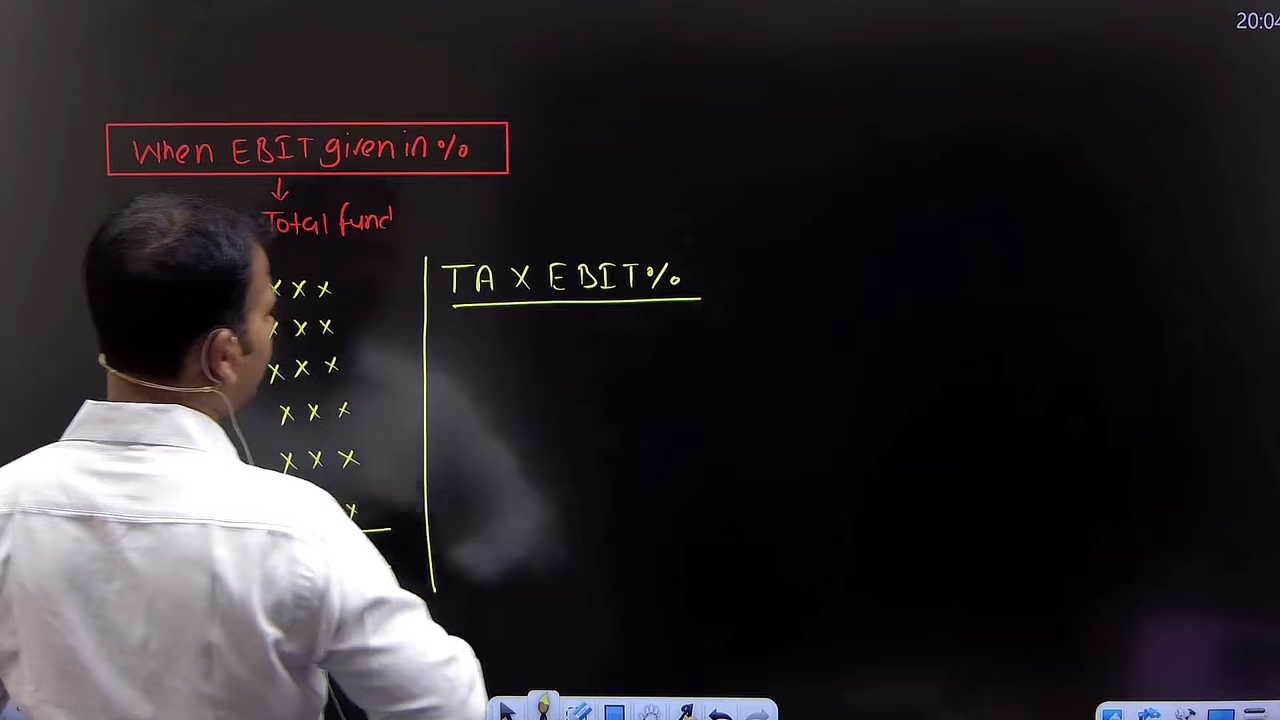 20:04
When EBIT given in %
↓
Total fund
x x x
x x x
x x x
x x x
x x x
x
TA X EBIT%